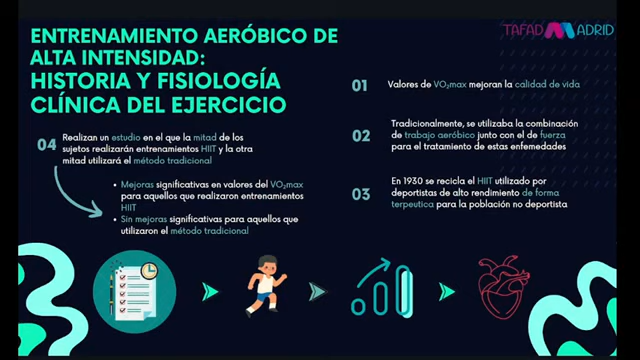 ENTRENAMIENTO AERÓBICO DE
ALTA INTENSIDAD:
HISTORIA Y FISIOLOGÍA
CLÍNICA DEL EJERCICIO
TAFAD MADRID
01 Valores de VO₂max mejoran la calidad de vida
02 Tradicionalmente, se utilizaba la combinación
de trabajo aeróbico junto con el de fuerza
para el tratamiento de estas enfermedades
03 En 1930 se recicla el HIIT utilizado por
deportistas de alto rendimiento de forma
terpeutica para la población no deportista
04 Realizan un estudio en el que la mitad de los
sujetos realizarán entrenamientos HIIT y la otra
mitad utilizará el método tradicional
• Mejoras significativas en valores del VO₂max
para aquellos que realizaron entrenamientos
HIIT
• Sin mejoras significativas para aquellos que
utilizaron el método tradicional